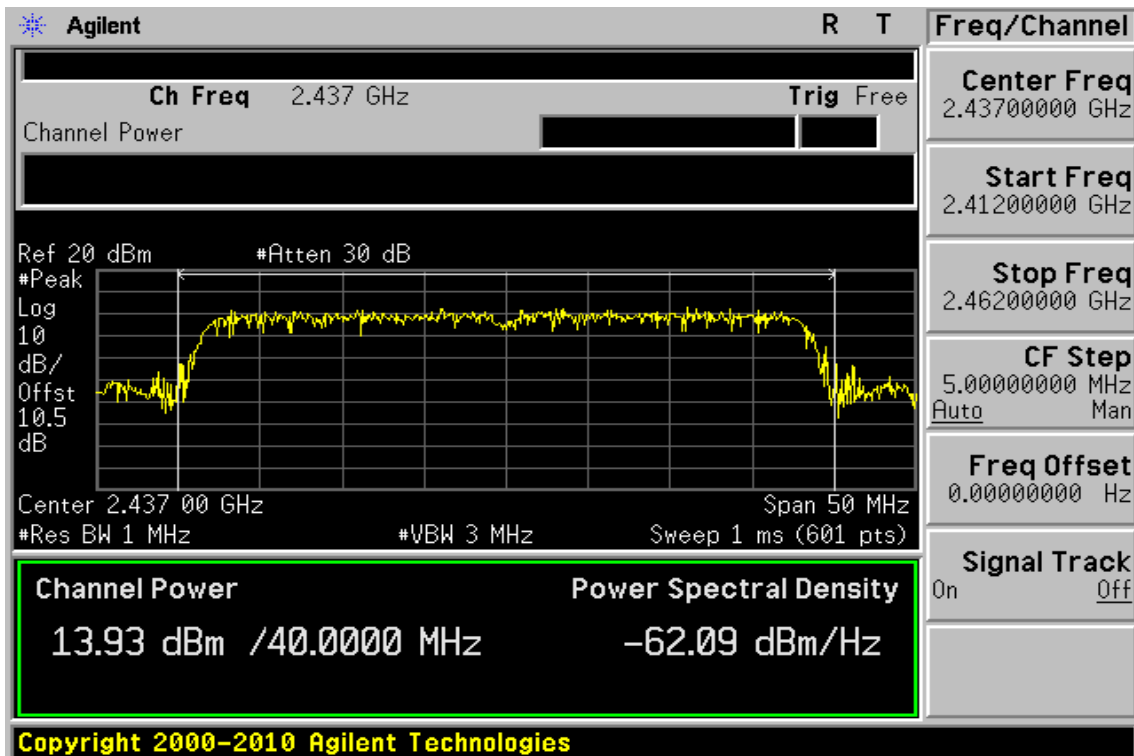 Agilent R T
Freq/Channel
Ch Freq 2.437 GHz Trig Free
Channel Power
Ref 20 dBm #Atten 30 dB
#Peak
Log
10
dB/
Offst
10.5
dB
Center 2.437 00 GHz Span 50 MHz
#Res BW 1 MHz #VBW 3 MHz Sweep 1 ms (601 pts)
Channel Power Power Spectral Density
13.93 dBm /40.0000 MHz -62.09 dBm/Hz
Center Freq
2.43700000 GHz
Start Freq
2.41200000 GHz
Stop Freq
2.46200000 GHz
CF Step
5.00000000 MHz
Auto Man
Freq Offset
0.00000000 Hz
Signal Track
On Off
Copyright 2000-2010 Agilent Technologies